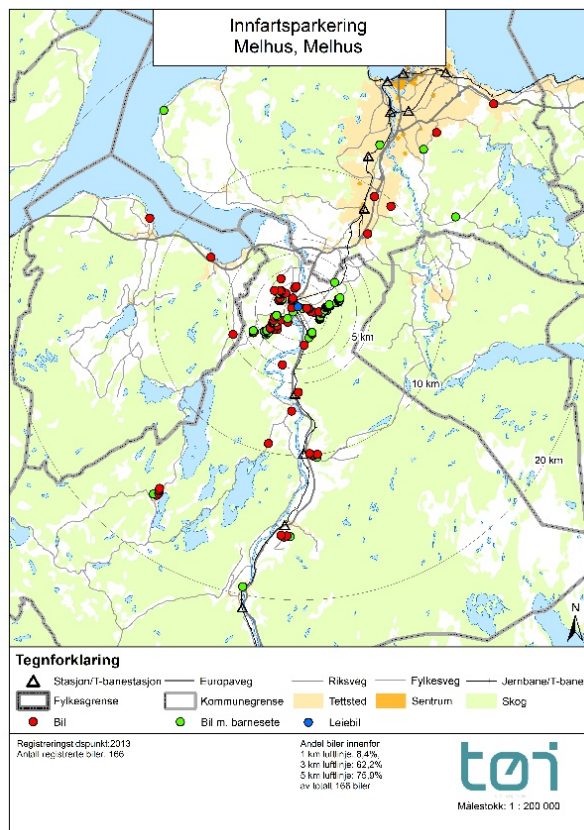 Innfartsparkering
Melhus, Melhus
5 km
10 km
20 km
N
Tegnforklaring
Stasjon/T-banestasjon Europaveg Riksveg Fylkesveg Jernbane/T-bane
Fylkesgrense Kommunegrense Tettsted Sentrum Skog
Bil Bil m. barnesete Leiebil
Registreringstidspunkt:2013
Antall registrerte biler: 166
Andel biler innenfor
1 km luftlinje: 8,4%,
3 km luftlinje: 62,2%
5 km luftlinje: 75,9%
av totalt 166 biler
tøi
Målestokk: 1 : 200 000